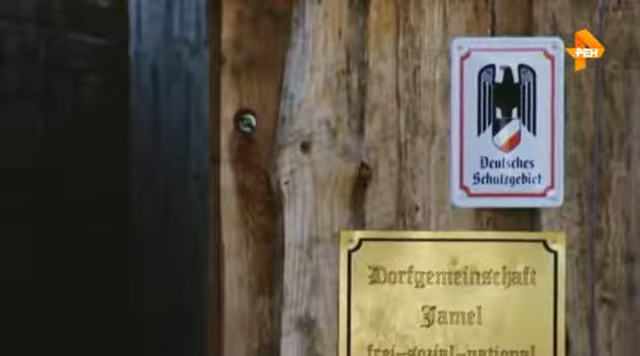 РЕН
Deutsches
Schutzgebiet
Dorfgemeinschaft
Jamel
frei-sozial-national